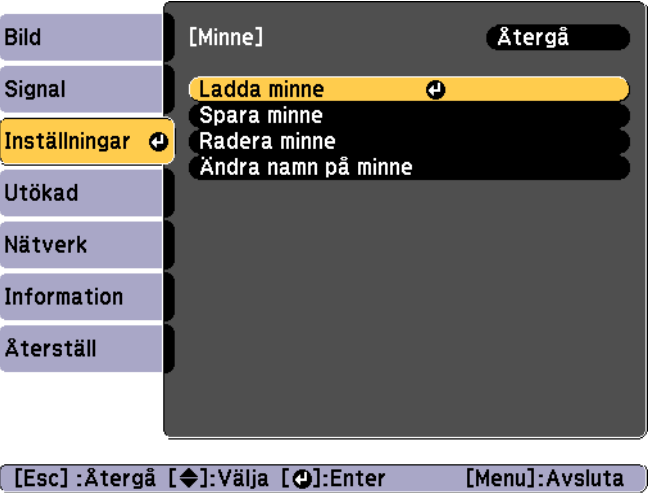 Bild
Signal
Inställningar
Utökad
Nätverk
Information
Återställ
[Minne] Återgå
Ladda minne
Spara minne
Radera minne
Ändra namn på minne
[Esc] :Återgå [◆]:Välja [⏎]:Enter [Menu]:Avsluta